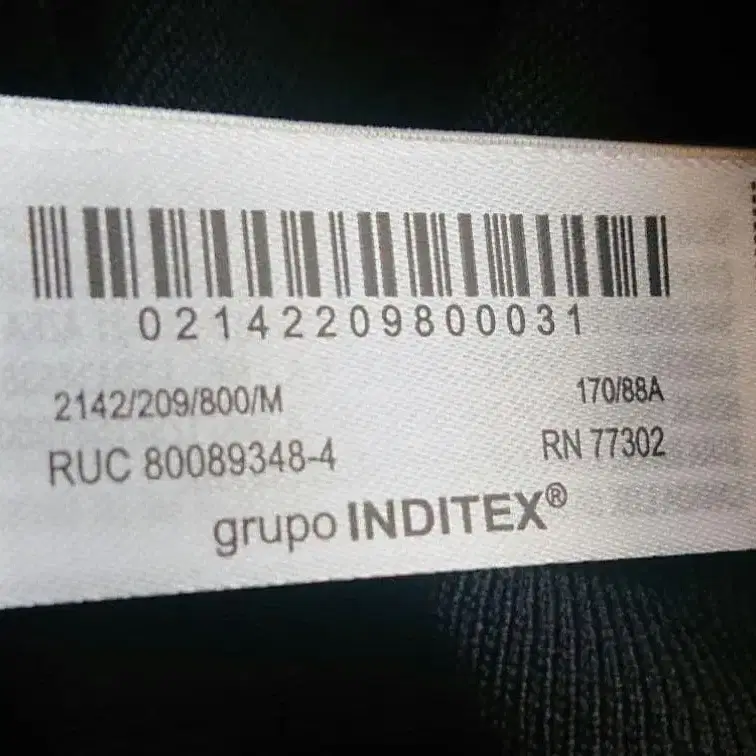 02142209800031
2142/209/800/M 170/88A
RUC 80089348-4 RN 77302
grupo INDITEX®